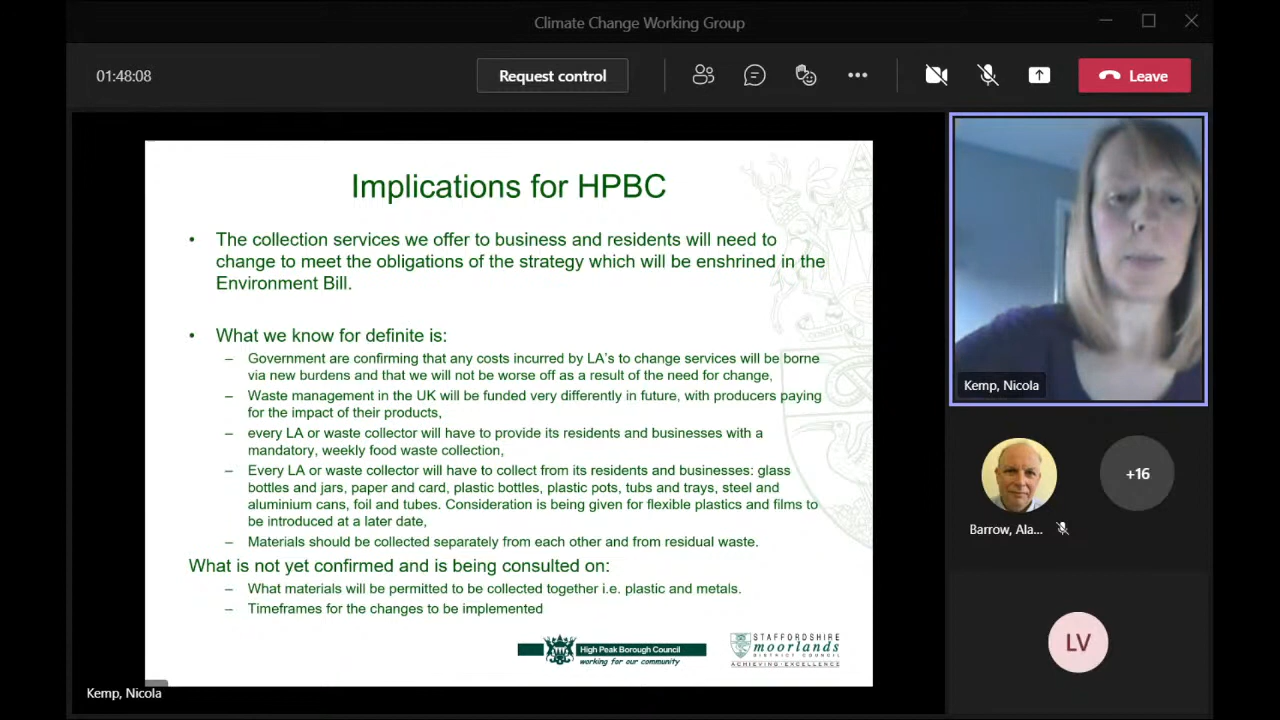 Climate Change Working Group
01:48:08
Request control
Leave
Implications for HPBC
• The collection services we offer to business and residents will need to
change to meet the obligations of the strategy which will be enshrined in the
Environment Bill.
• What we know for definite is:
– Government are confirming that any costs incurred by LA's to change services will be borne
via new burdens and that we will not be worse off as a result of the need for change,
– Waste management in the UK will be funded very differently in future, with producers paying
for the impact of their products,
– every LA or waste collector will have to provide its residents and businesses with a
mandatory, weekly food waste collection,
– Every LA or waste collector will have to collect from its residents and businesses: glass
bottles and jars, paper and card, plastic bottles, plastic pots, tubs and trays, steel and
aluminium cans, foil and tubes. Consideration is being given for flexible plastics and films to
be introduced at a later date,
– Materials should be collected separately from each other and from residual waste.
What is not yet confirmed and is being consulted on:
– What materials will be permitted to be collected together i.e. plastic and metals.
– Timeframes for the changes to be implemented
High Peak Borough Council
working for our community
STAFFORDSHIRE
moorlands
DISTRICT COUNCIL
ACHIEVING EXCELLENCE
Kemp, Nicola
Kemp, Nicola
+16
Barrow, Ala...
LV